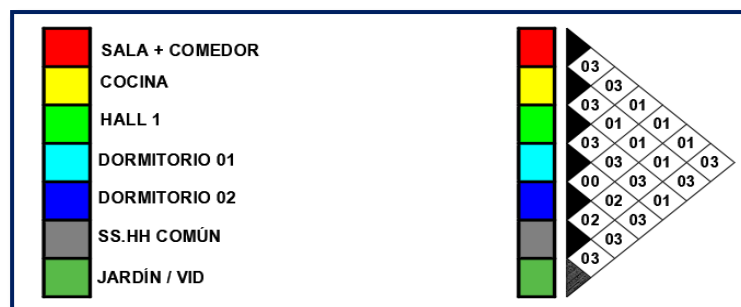 SALA + COMEDOR
COCINA
HALL 1
DORMITORIO 01
DORMITORIO 02
SS.HH COMÚN
JARDÍN / VID
03
03
03 01
01 01
03 01 01
03 01 03
00 03 03
02 01
02 03
03
03